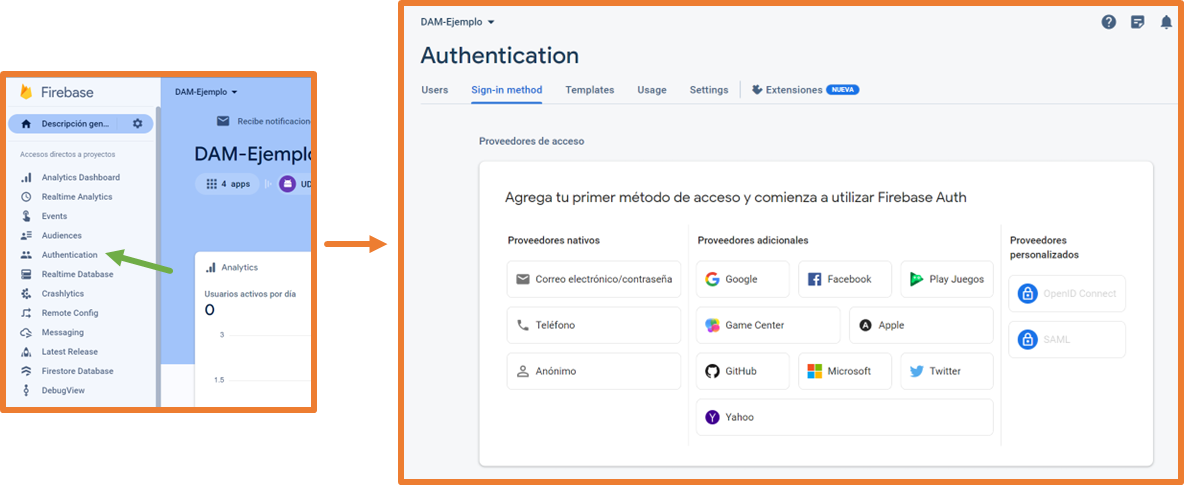 Firebase
Descripción gen...
Accesos directos a proyectos
Analytics Dashboard
Realtime Analytics
Events
Audiences
Authentication
Realtime Database
Crashlytics
Remote Config
Messaging
Latest Release
Firestore Database
DebugView
DAM-Ejemplo
Recibe notificacion
DAM-Ejemplo
4 apps
UD
Analytics
Usuarios activos por día
0
3
1.5
DAM-Ejemplo
Authentication
Users Sign-in method Templates Usage Settings Extensiones NUEVA
Proveedores de acceso
Agrega tu primer método de acceso y comienza a utilizar Firebase Auth
Proveedores nativos
Correo electrónico/contraseña
Teléfono
Anónimo
Proveedores adicionales
Google Facebook Play Juegos
Game Center Apple
GitHub Microsoft Twitter
Yahoo
Proveedores
personalizados
OpenID Connect
SAML